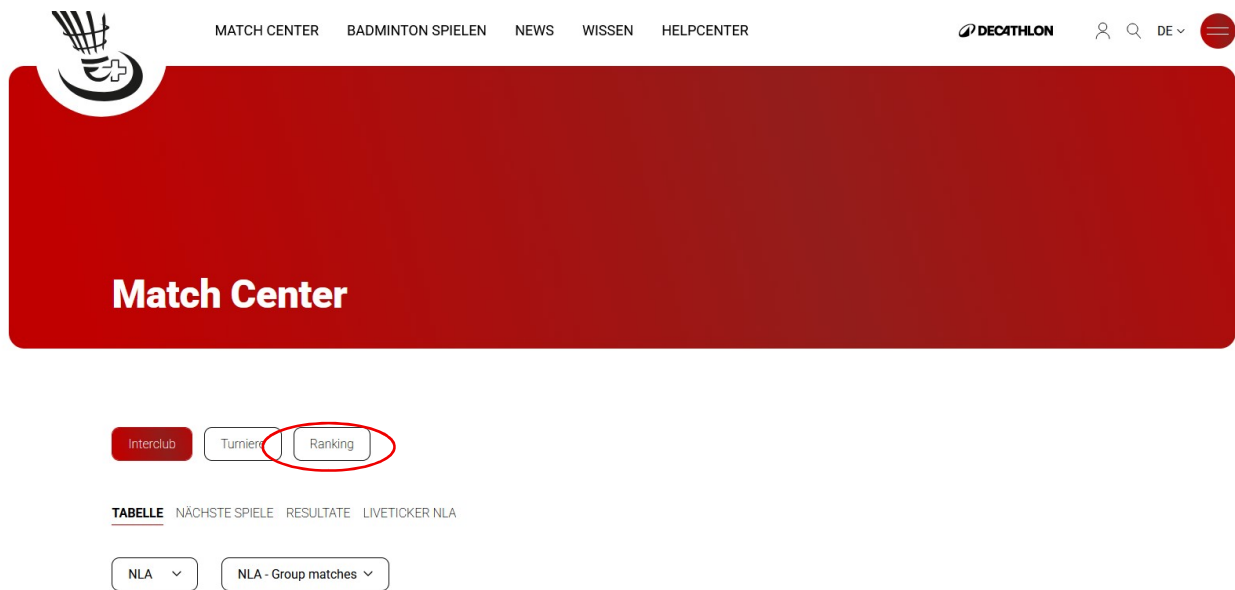 MATCH CENTER BADMINTON SPIELEN NEWS WISSEN HELPCENTER DECATHLON DE
Match Center
Interclub Turniere Ranking
TABELLE NÄCHSTE SPIELE RESULTATE LIVETICKER NLA
NLA NLA - Group matches